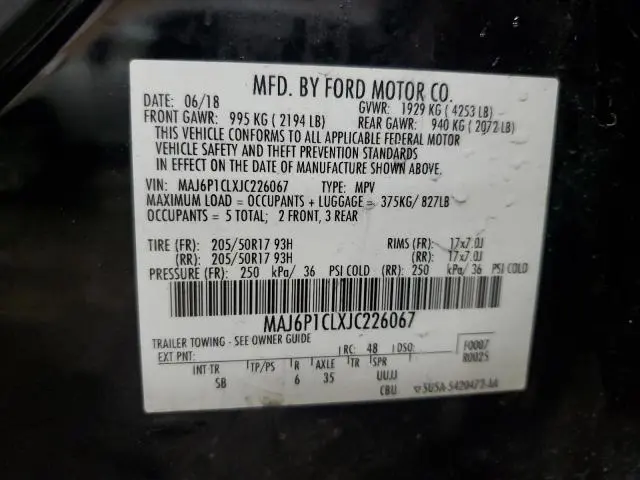 MFD. BY FORD MOTOR CO.
DATE: 06/18 GVWR: 1929 KG ( 4253 LB)
FRONT GAWR: 995 KG ( 2194 LB) REAR GAWR: 940 KG ( 2072 LB)
THIS VEHICLE CONFORMS TO ALL APPLICABLE FEDERAL MOTOR
VEHICLE SAFETY AND THEFT PREVENTION STANDARDS
IN EFFECT ON THE DATE OF MANUFACTURE SHOWN ABOVE.
VIN: MAJ6P1CLXJC226067 TYPE: MPV
MAXIMUM LOAD = OCCUPANTS + LUGGAGE = 375KG/ 827LB
OCCUPANTS = 5 TOTAL; 2 FRONT, 3 REAR
TIRE (FR): 205/50R17 93H RIMS (FR): 17x7.0J
(RR): 205/50R17 93H (RR): 17x7.0J
PRESSURE (FR): 250 kPa/ 36 PSI COLD (RR): 250 kPa/ 36 PSI COLD
MAJ6P1CLXJC226067
TRAILER TOWING - SEE OWNER GUIDE
EXT PNT: RC: 48 DSO: F0007
R0025
INT TR TP/PS R AXLE TR SPR
SB 6 35 UUJJ
CBU 5U5A-5420472-AA